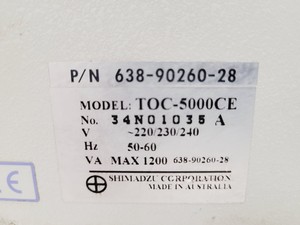 P/N 638-90260-28
MODEL: TOC-5000CE
No. 34N01035 A
V ~220/230/240
Hz 50-60
VA MAX 1200 638-90260-28
SHIMADZU CORPORATION
MADE IN AUSTRALIA
CE